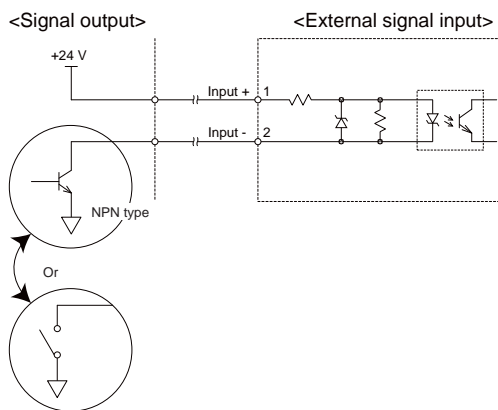 <Signal output>
<External signal input>
+24 V
Input +
1
Input -
2
NPN type
Or